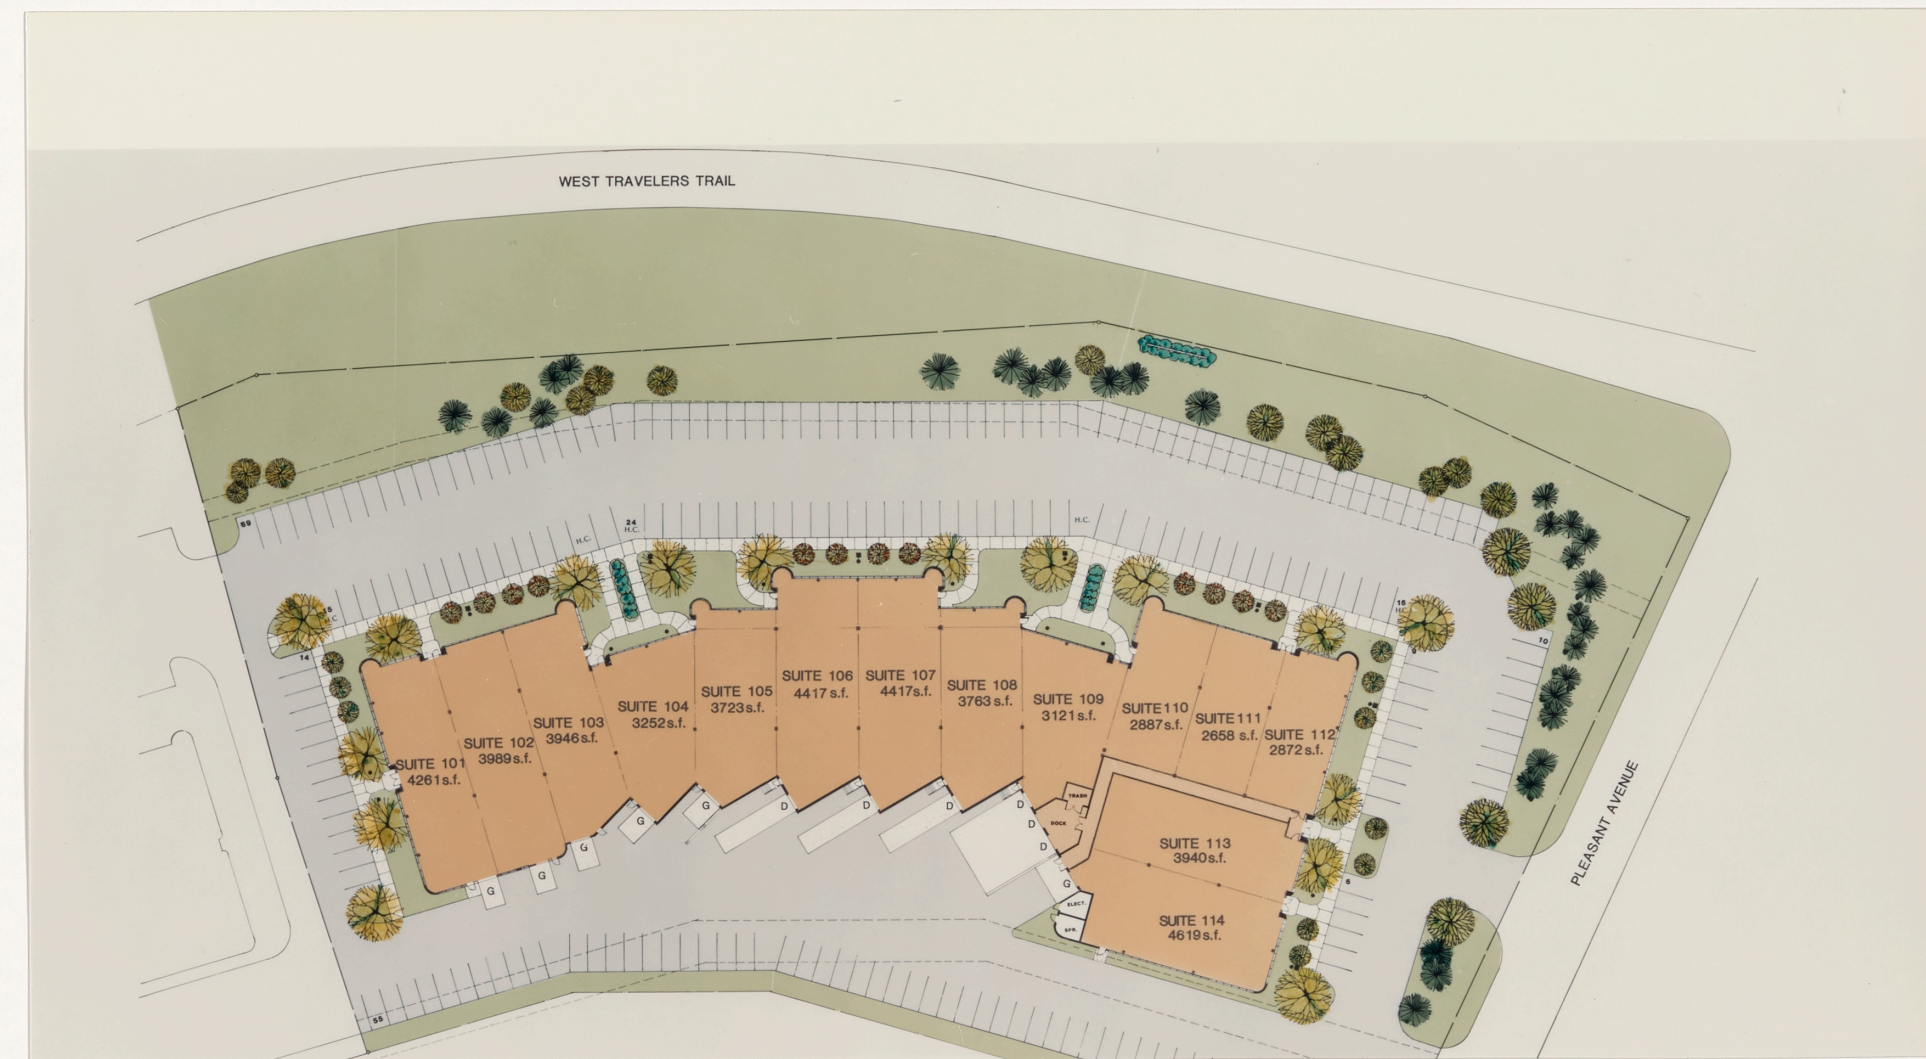 WEST TRAVELERS TRAIL
69
24
H.C.
H.C.
H.C.
15
H.C.
14
16
10
SUITE 101
4261s.f.
SUITE 102
3989s.f.
SUITE 103
3946s.f.
SUITE 104
3252s.f.
SUITE 105
3723s.f.
SUITE 106
4417s.f.
SUITE 107
4417s.f.
SUITE 108
3763s.f.
SUITE 109
3121s.f.
SUITE 110
2887s.f.
SUITE 111
2658 s.f.
SUITE 112
2872s.f.
TRASH
DOCK
SUITE 113
3940s.f.
SUITE 114
4619s.f.
G
G
G
G
G
D
D
D
D
D
D
G
ELECT.
SPR.
6
55
PLEASANT AVENUE